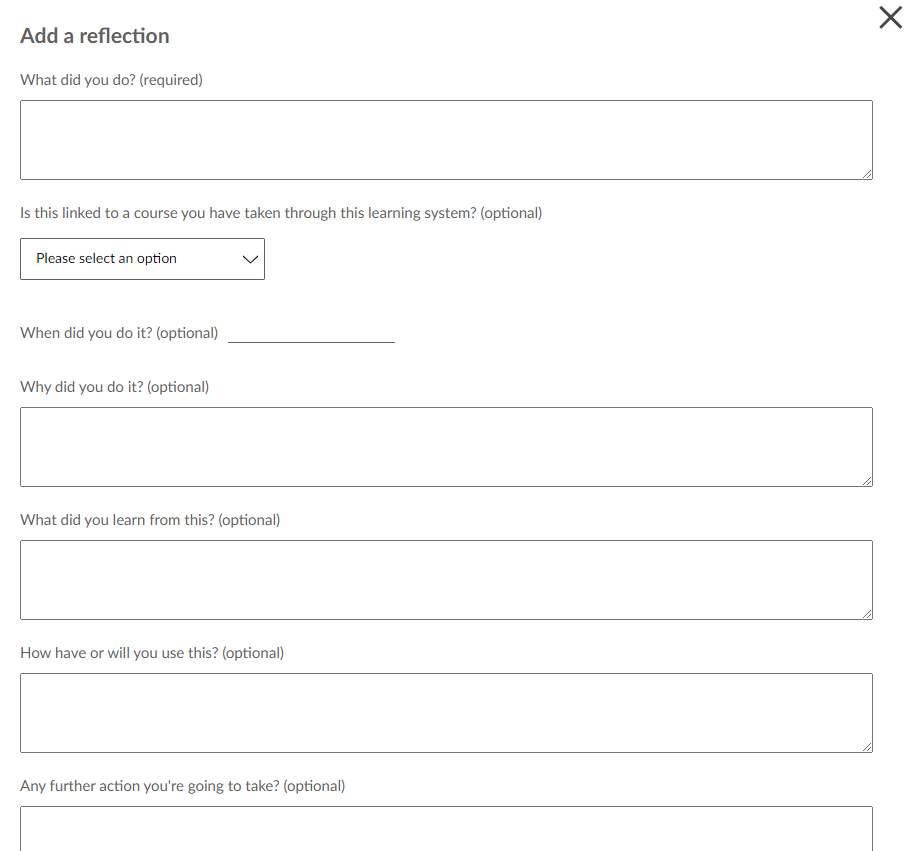 Add a reflection
What did you do? (required)
Is this linked to a course you have taken through this learning system? (optional)
Please select an option
When did you do it? (optional)
Why did you do it? (optional)
What did you learn from this? (optional)
How have or will you use this? (optional)
Any further action you're going to take? (optional)